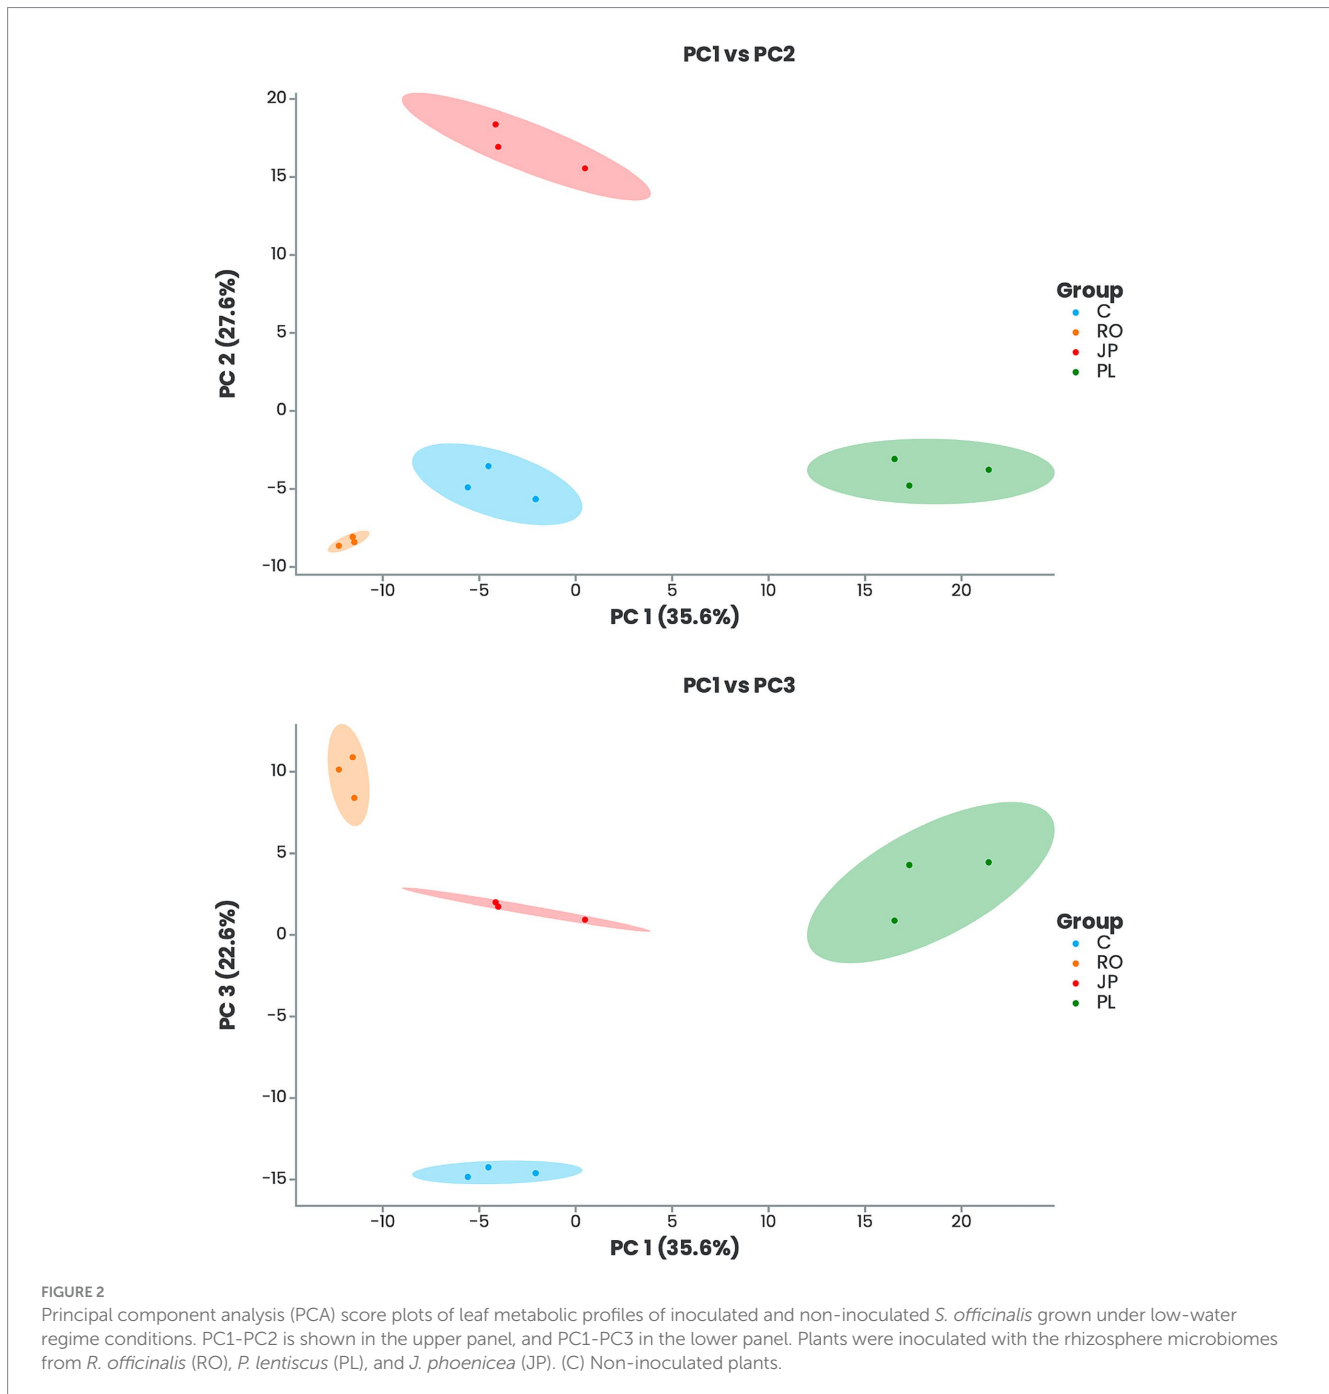 PC1 vs PC2
20
15
10
5
0
−5
−10
PC 2 (27.6%)
−10 −5 0 5 10 15 20
PC 1 (35.6%)
Group
C
RO
JP
PL
PC1 vs PC3
10
5
0
−5
−10
−15
PC 3 (22.6%)
−10 −5 0 5 10 15 20
PC 1 (35.6%)
Group
C
RO
JP
PL
FIGURE 2
Principal component analysis (PCA) score plots of leaf metabolic profiles of inoculated and non-inoculated S. officinalis grown under low-water
regime conditions. PC1-PC2 is shown in the upper panel, and PC1-PC3 in the lower panel. Plants were inoculated with the rhizosphere microbiomes
from R. officinalis (RO), P. lentiscus (PL), and J. phoenicea (JP). (C) Non-inoculated plants.